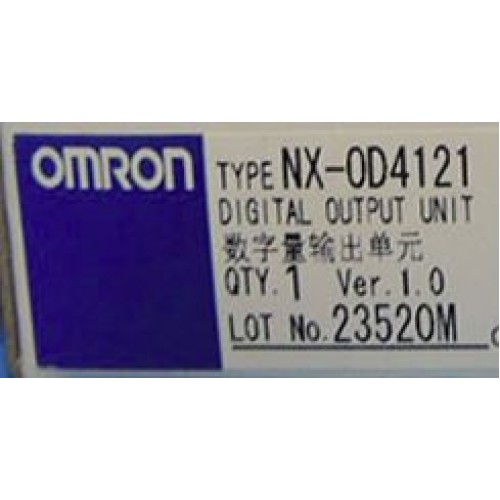 OMRON
TYPE NX-OD4121
DIGITAL OUTPUT UNIT
数字量输出单元
QTY. 1 Ver.1.0
LOT No. 23520M